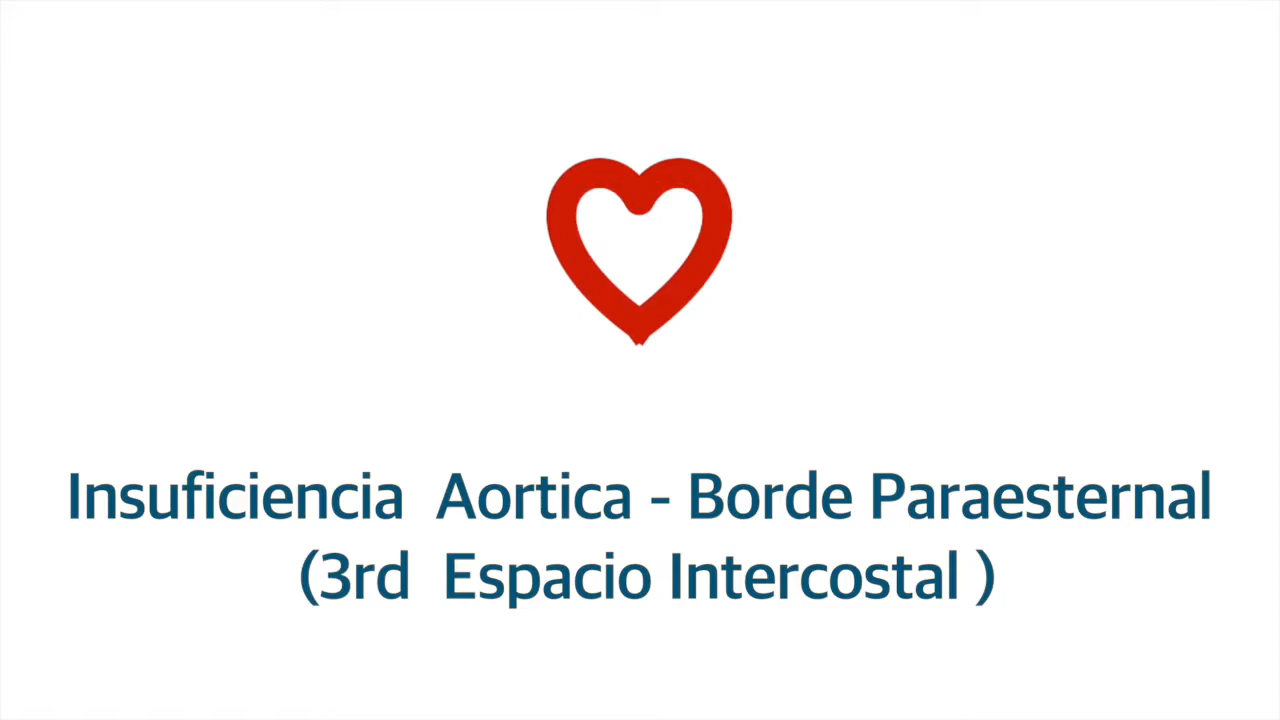 Insuficiencia Aortica - Borde Paraesternal
(3rd Espacio Intercostal )